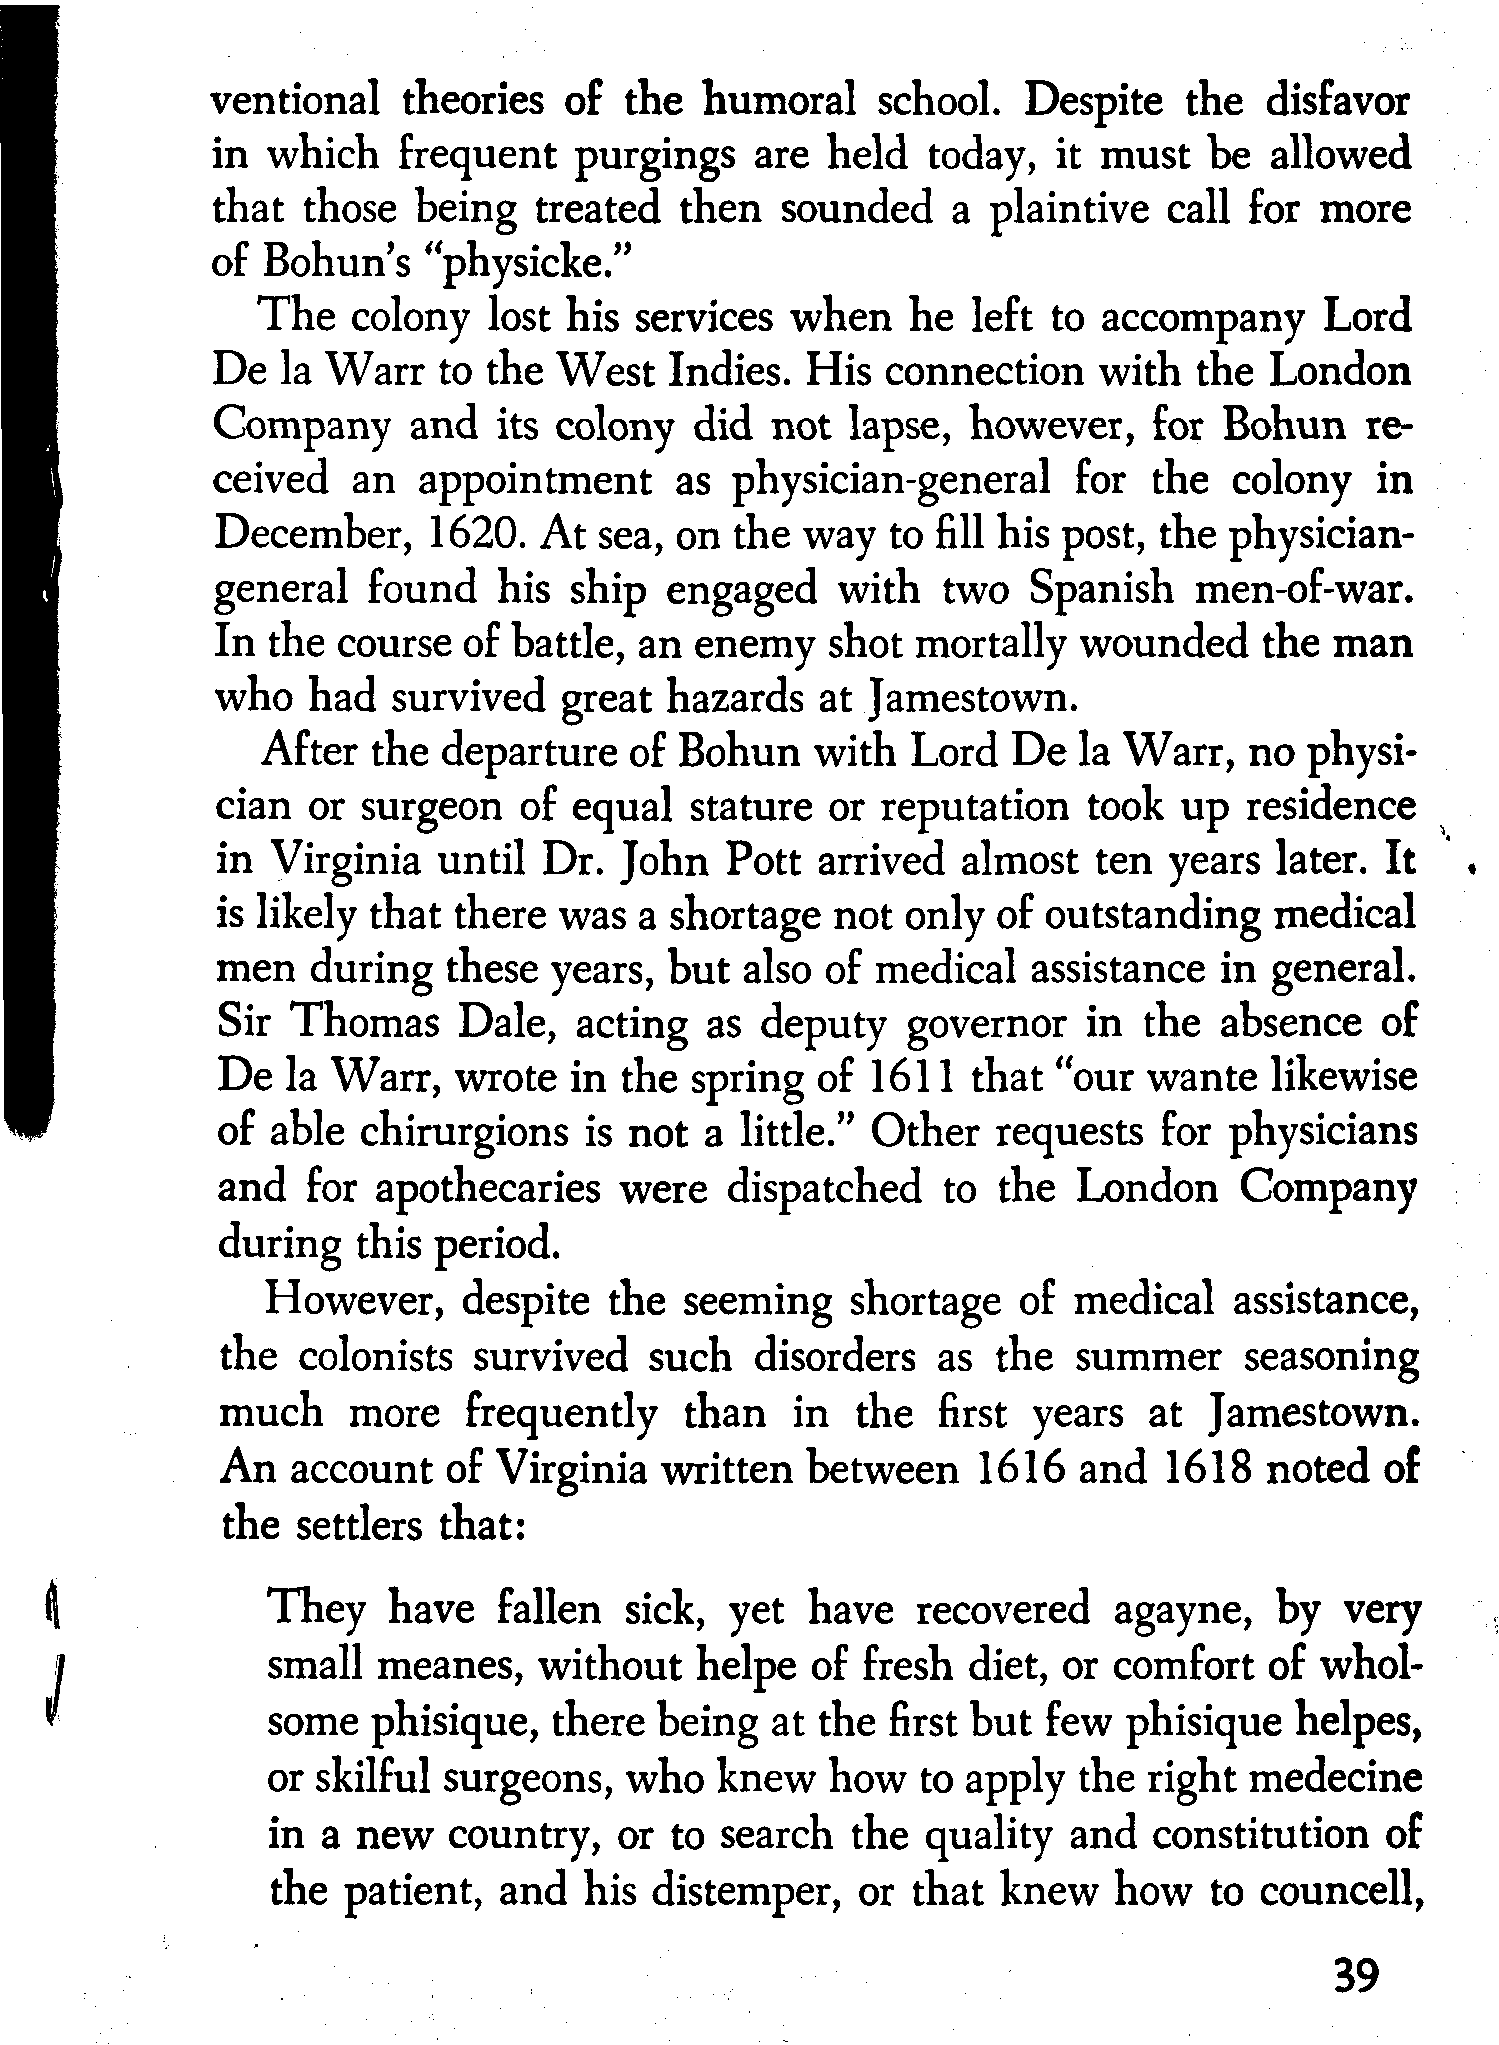 ventional theories of the humoral school. Despite the disfavor
in which frequent purgings are held today, it must be allowed
that those being treated then sounded a plaintive call for more
of Bohun's "physicke."
The colony lost his services when he left to accompany Lord
De la Warr to the West Indies. His connection with the London
Company and its colony did not lapse, however, for Bohun re-
ceived an appointment as physician-general for the colony in
December, 1620. At sea, on the way to fill his post, the physician-
general found his ship engaged with two Spanish men-of-war.
In the course of battle, an enemy shot mortally wounded the man
who had survived great hazards at Jamestown.
After the departure of Bohun with Lord De la Warr, no physi-
cian or surgeon of equal stature or reputation took up residence
in Virginia until Dr. John Pott arrived almost ten years later. It
is likely that there was a shortage not only of outstanding medical
men during these years, but also of medical assistance in general.
Sir Thomas Dale, acting as deputy governor in the absence of
De la Warr, wrote in the spring of 1611 that "our wante likewise
of able chirurgions is not a little." Other requests for physicians
and for apothecaries were dispatched to the London Company
during this period.
However, despite the seeming shortage of medical assistance,
the colonists survived such disorders as the summer seasoning
much more frequently than in the first years at Jamestown.
An account of Virginia written between 1616 and 1618 noted of
the settlers that:
They have fallen sick, yet have recovered agayne, by very
small meanes, without helpe of fresh diet, or comfort of whol-
some phisique, there being at the first but few phisique helpes,
or skilful surgeons, who knew how to apply the right medecine
in a new country, or to search the quality and constitution of
the patient, and his distemper, or that knew how to councell,
39